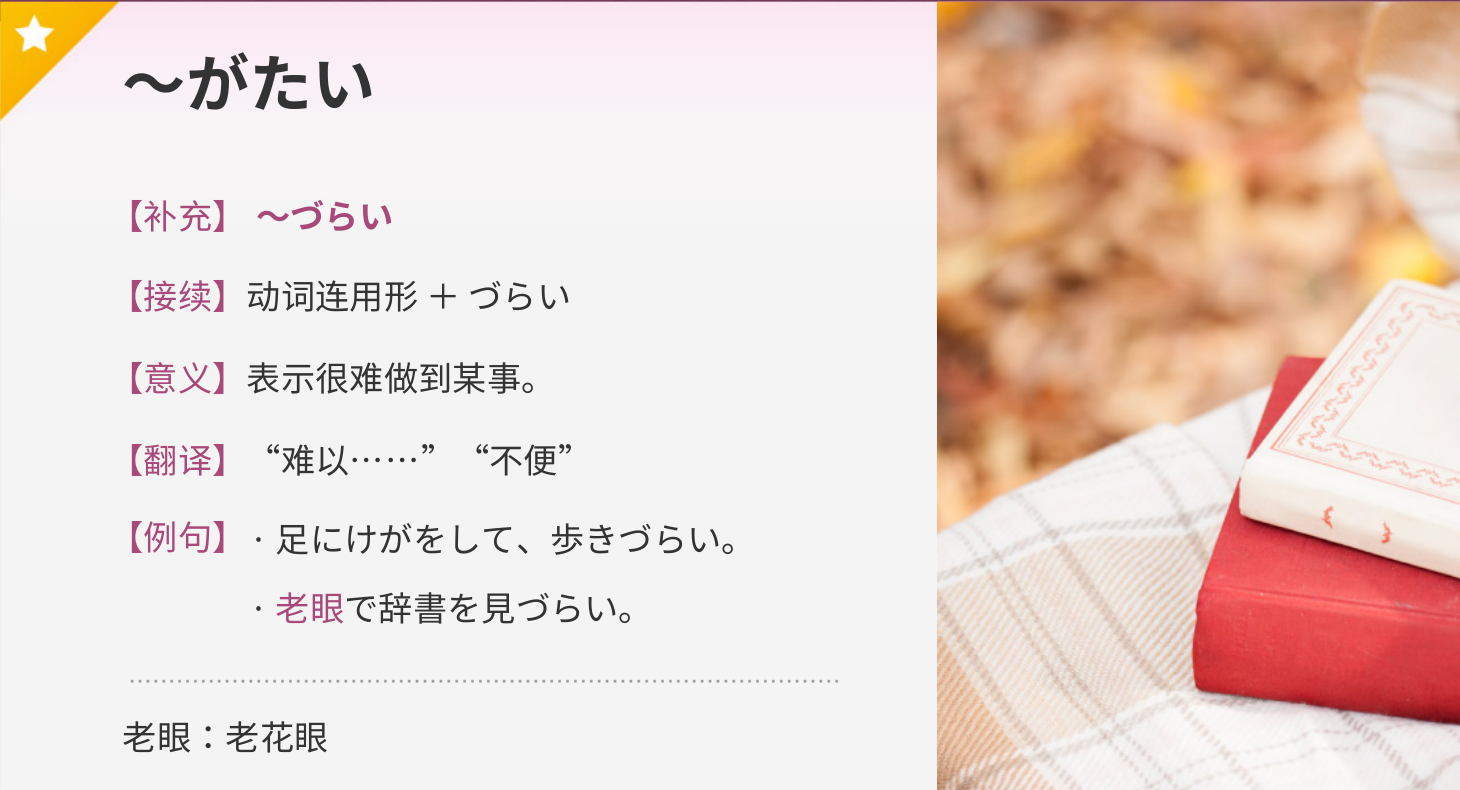 ～がたい
【补充】 ～づらい
【接续】动词连用形 ＋ づらい
【意义】表示很难做到某事。
【翻译】 “难以……” “不便”
【例句】· 足にけがをして、歩きづらい。
· 老眼で辞書を見づらい。
老眼：老花眼